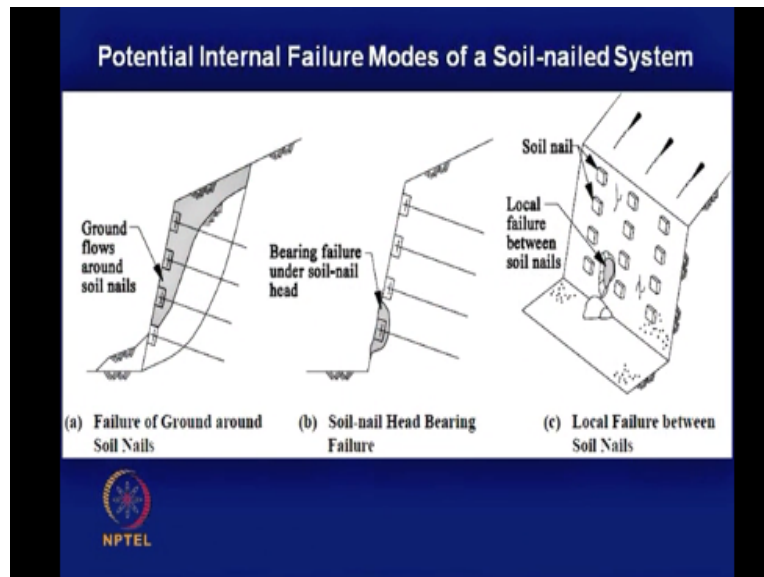 Potential Internal Failure Modes of a Soil-nailed System
Ground
flows
around
soil nails
Bearing failure
under soil-nail
head
Soil nail
Local
failure
between
soil nails
(a) Failure of Ground around
Soil Nails
(b) Soil-nail Head Bearing
Failure
(c) Local Failure between
Soil Nails
NPTEL